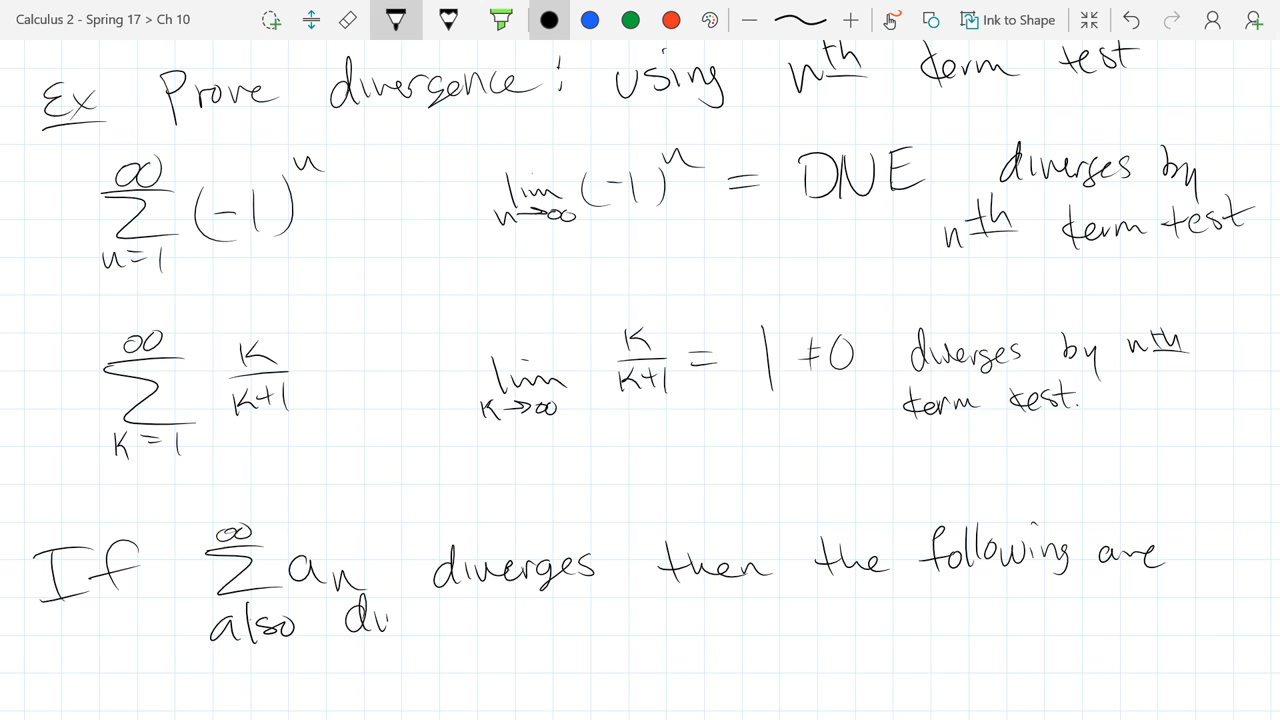 Calculus 2 - Spring 17 > Ch 10
Ink to Shape
Ex Prove divergence: using nth term test
∞ ∑ n=1 (-1)^n lim n→∞ (-1)^n = DNE diverges by
nth term test
∞ ∑ k=1 k/(k+1) lim k→∞ k/(k+1) = 1 ≠0 diverges by nth
term test.
If ∞ ∑ an diverges then the following are
also div